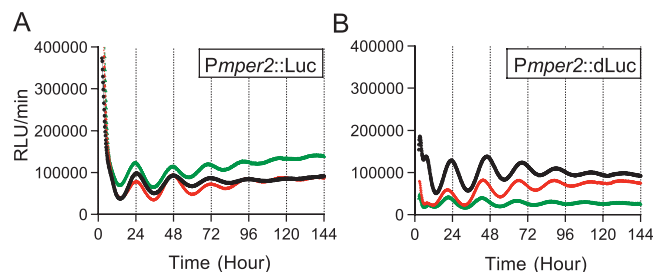 A
Pmper2::Luc
RLU/min
400000
300000
200000
100000
0
0 24 48 72 96 120 144
Time (Hour)
B
Pmper2::dLuc
400000
300000
200000
100000
0
0 24 48 72 96 120 144
Time (Hour)